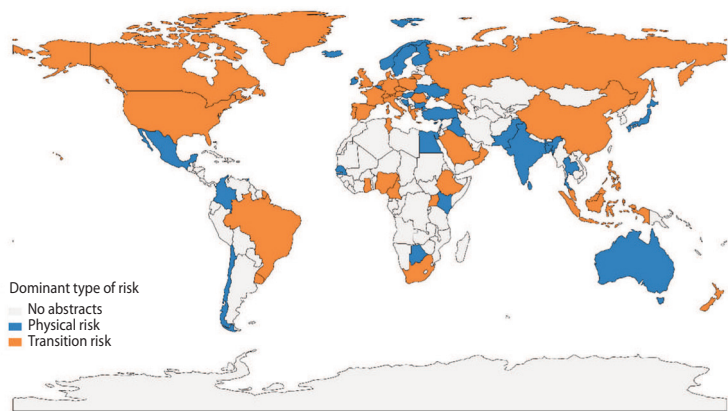 Dominant type of risk
No abstracts
Physical risk
Transition risk